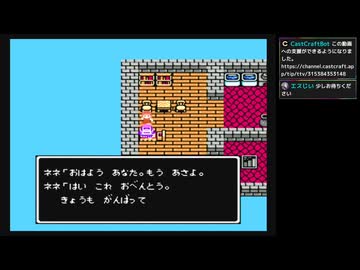 CastCraftBot この動画
への支援ができるようになりま
した。
https://channel.castcraft.ap
p/tip/ttv/315384353148
エスじい 少しお待ちくだ
さい
ネネ「おはよう あなた。もう あさよ。
ネネ「はい これ おべんとう。
きょうも がんばって